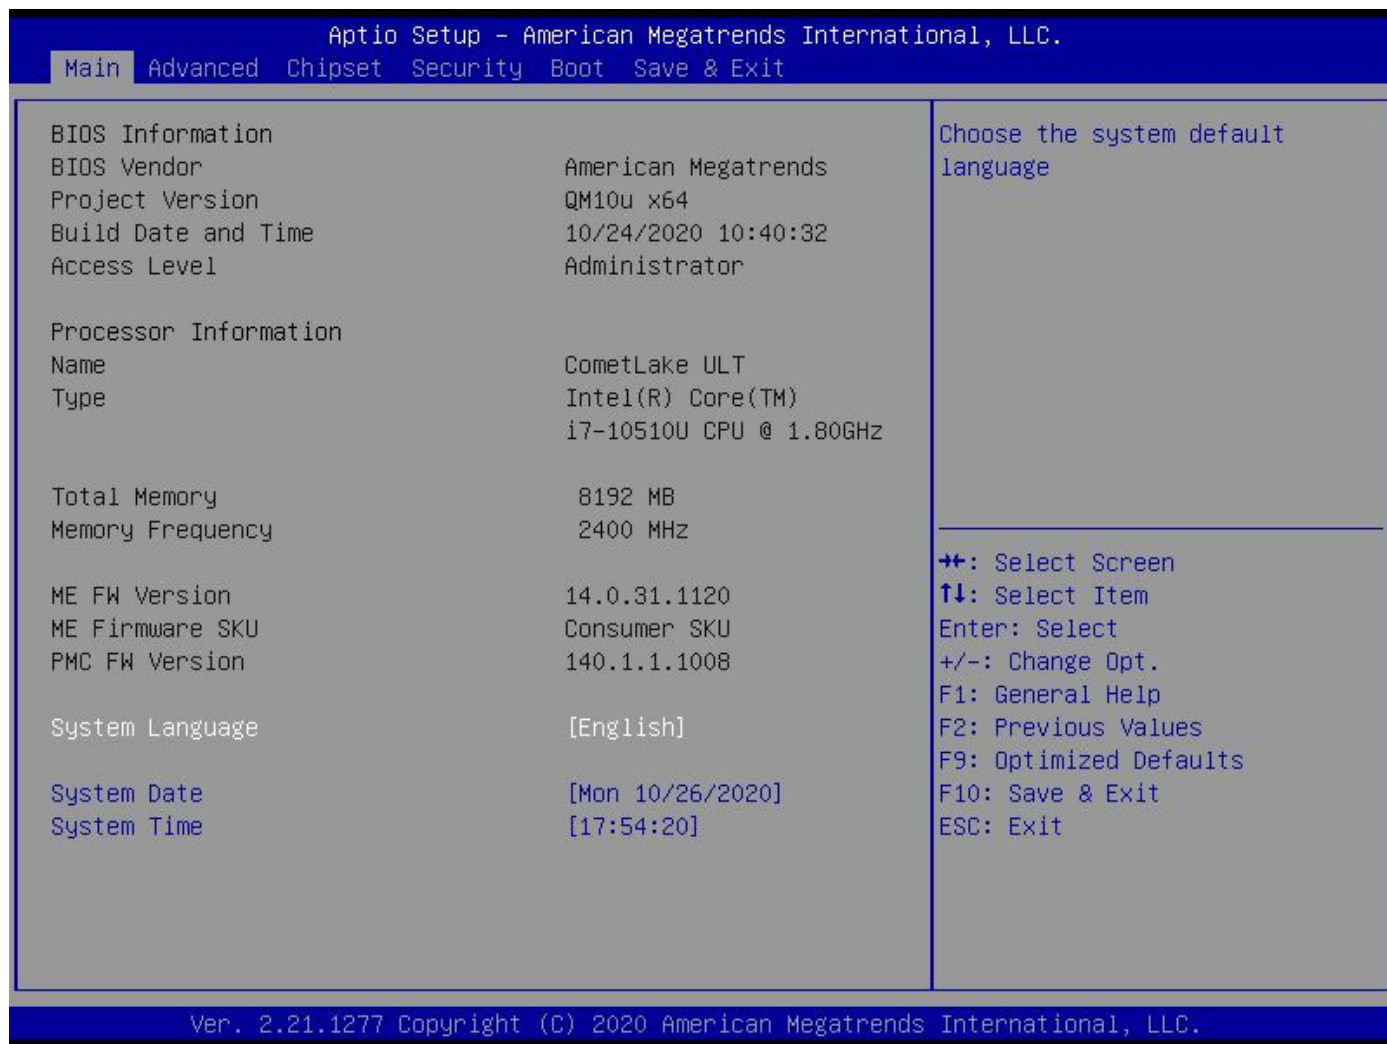 Aptio Setup – American Megatrends International, LLC.
Main Advanced Chipset Security Boot Save & Exit
BIOS Information
BIOS Vendor American Megatrends
Project Version QM10u x64
Build Date and Time 10/24/2020 10:40:32
Access Level Administrator
Processor Information
Name CometLake ULT
Type Intel(R) Core(TM)
i7-10510U CPU @ 1.80GHz
Total Memory 8192 MB
Memory Frequency 2400 MHz
ME FW Version 14.0.31.1120
ME Firmware SKU Consumer SKU
PMC FW Version 140.1.1.1008
System Language [English]
System Date [Mon 10/26/2020]
System Time [17:54:20]
Choose the system default
language
→←: Select Screen
↑↓: Select Item
Enter: Select
+/-: Change Opt.
F1: General Help
F2: Previous Values
F9: Optimized Defaults
F10: Save & Exit
ESC: Exit
Ver. 2.21.1277 Copyright (C) 2020 American Megatrends International, LLC.